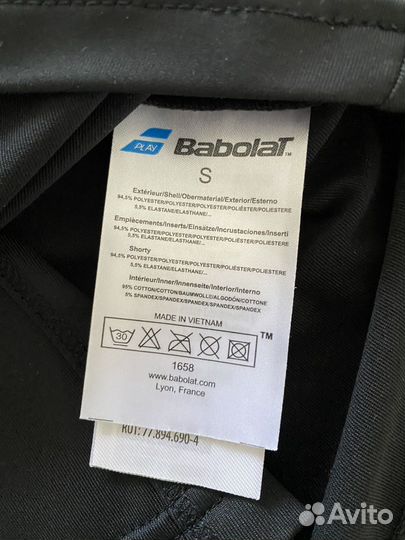 PLAY Babolat™
S
Extérieur/Shell/Obermaterial/Exterior/Esterno
94,5% POLYESTER/POLYESTER/POLYESTER/POLIÉSTER/POLIESTERE
5,5% ELASTANE/ELASTHANE/...
Empiècements/Inserts/Einsätze/Incrustaciones/Inserti
94,5% POLYESTER/POLYESTER/POLYESTER/POLIÉSTER/POLIESTERE
5,5% ELASTANE/ELASTHANE/...
Shorty
94,5% POLYESTER/POLYESTER/POLYESTER/POLIÉSTER/POLIESTERE
5,5% ELASTANE/ELASTHANE/...
Intérieur/Inner/Innenseite/Interior/Interno
95% COTTON/COTTON/BAUMWOLLE/ALGODÓN/COTONE
5% SPANDEX/SPANDEX/SPANDEX/SPANDEX/SPANDEX
MADE IN VIETNAM
30 ™
1658
www.babolat.com
Lyon, France
RUT: 77.894.690-4
Avito